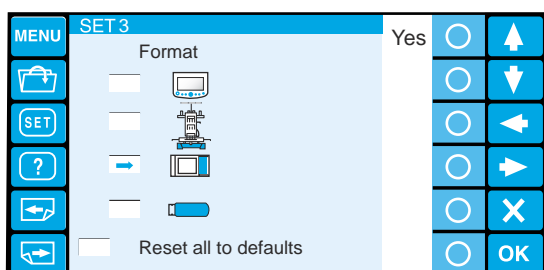 MENU
SET 3
Yes
Format
SET
?
Reset all to defaults
OK